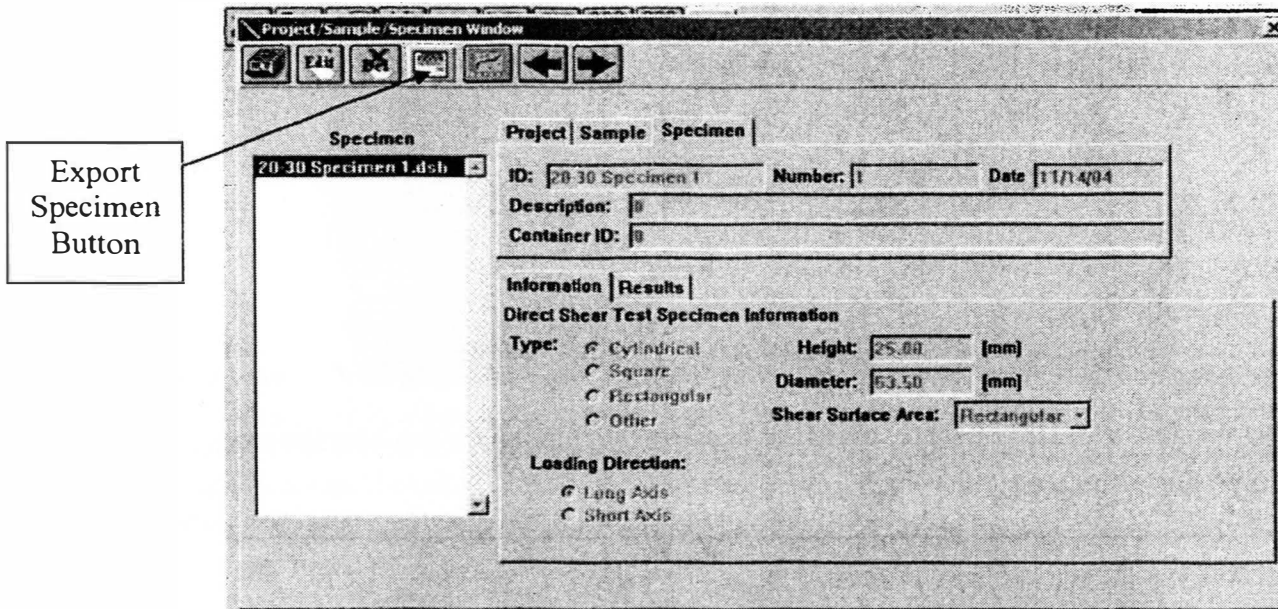 Project/Sample/Specimen Window
Edit Del
Export
Specimen
Button
Specimen
20-30 Specimen 1.dsb
Project Sample Specimen
ID: 20-30 Specimen 1 Number: 1 Date 11/14/04
Description: 0
Container ID: 0
Information Results
Direct Shear Test Specimen Information
Type: Cylindrical Height: 25.00 [mm]
Square
Diameter: 63.50 [mm]
Rectangular
Shear Surface Area: Rectangular
Other
Loading Direction:
Long Axis
Short Axis